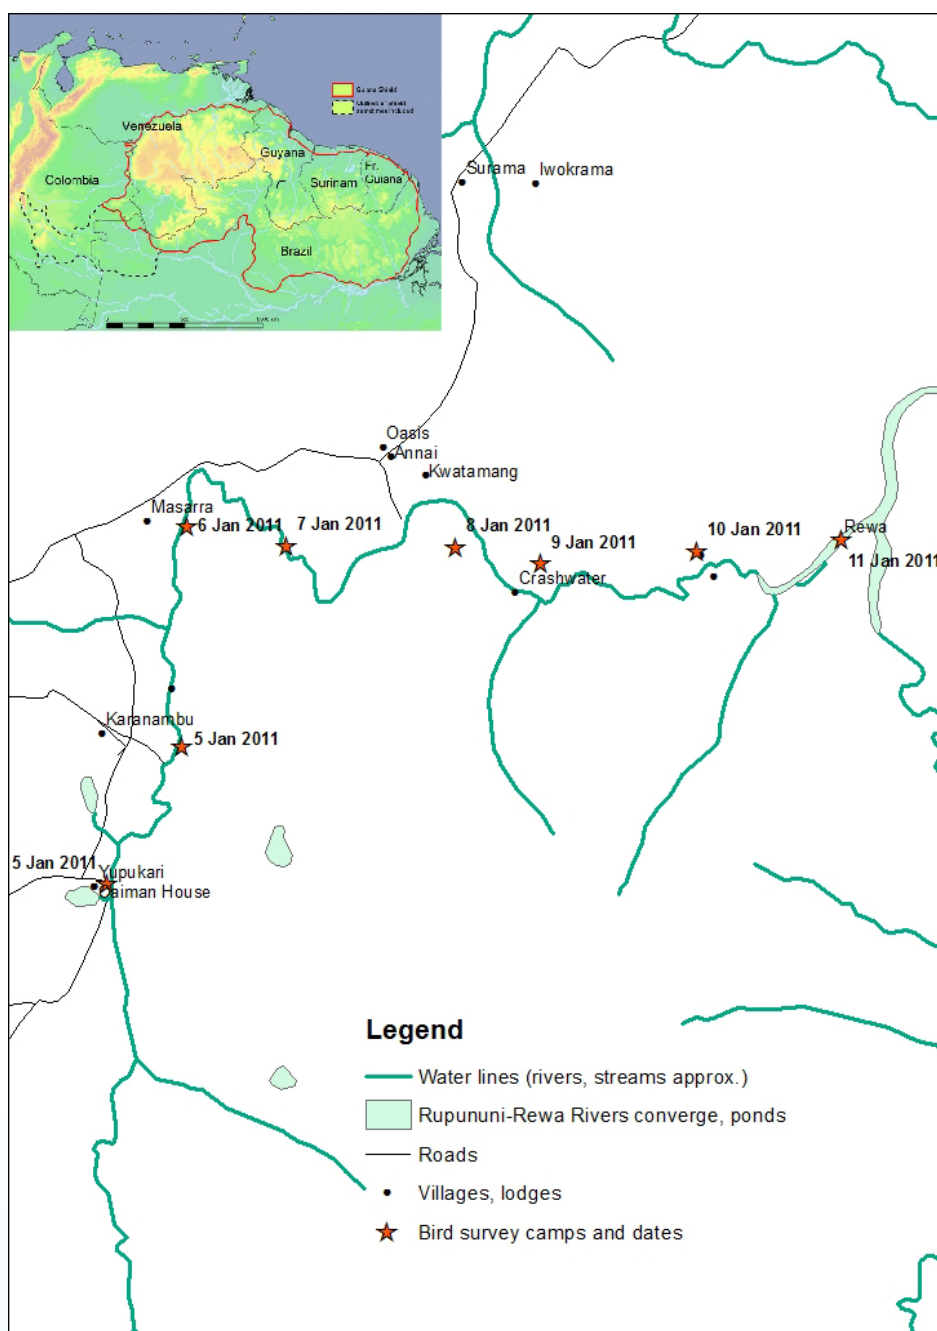 Guiana Shield
Venezuela
Guyana
Colombia
Surinam
Fr.
Guiana
Brazil
Surama
Iwokrama
Oasis
Annai
Kwatamang
Masarra
6 Jan 2011
7 Jan 2011
8 Jan 2011
9 Jan 2011
10 Jan 2011
Rewa
11 Jan 2011
Crashwater
Karanambu
5 Jan 2011
5 Jan 2011
Yupukari
Caiman House
Legend
Water lines (rivers, streams approx.)
Rupununi-Rewa Rivers converge, ponds
Roads
Villages, lodges
Bird survey camps and dates